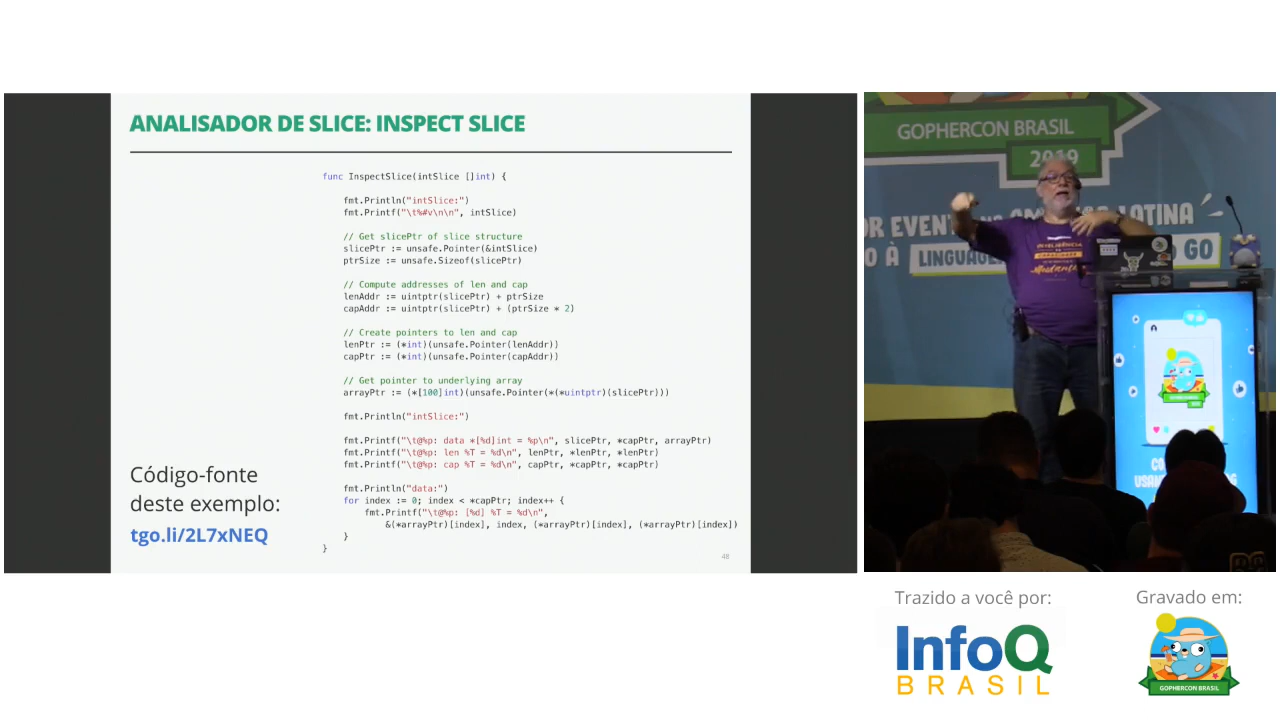 ANALISADOR DE SLICE: INSPECT SLICE
func InspectSlice(intSlice []int) {
fmt.Println("intSlice:")
fmt.Printf("\t%#v\n\n", intSlice)
// Get slicePtr of slice structure
slicePtr := unsafe.Pointer(&intSlice)
ptrSize := unsafe.Sizeof(slicePtr)
// Compute addresses of len and cap
lenAddr := uintptr(slicePtr) + ptrSize
capAddr := uintptr(slicePtr) + (ptrSize * 2)
// Create pointers to len and cap
lenPtr := (*int)(unsafe.Pointer(lenAddr))
capPtr := (*int)(unsafe.Pointer(capAddr))
// Get pointer to underlying array
arrayPtr := (*[100]int)(unsafe.Pointer(*(*uintptr)(slicePtr)))
fmt.Println("intSlice:")
fmt.Printf("\t@%p: data *[%d]int = %p\n", slicePtr, *capPtr, arrayPtr)
fmt.Printf("\t@%p: len %T = %d\n", lenPtr, *lenPtr, *lenPtr)
fmt.Printf("\t@%p: cap %T = %d\n", capPtr, *capPtr, *capPtr)
fmt.Println("data:")
for index := 0; index < *capPtr; index++ {
fmt.Printf("\t@%p: [%d] %T = %d\n",
&(*arrayPtr)[index], index, (*arrayPtr)[index], (*arrayPtr)[index])
}
}
Código-fonte
deste exemplo:
tgo.li/2L7xNEQ
48
GOPHERCON BRASIL
2019
OR EVENT
LATINA
O À LINGUAGE
GO
INTELIGÊNCIA
Trazido a você por:
InfoQ
BRASIL
Gravado em:
GOPHERCON BRASIL